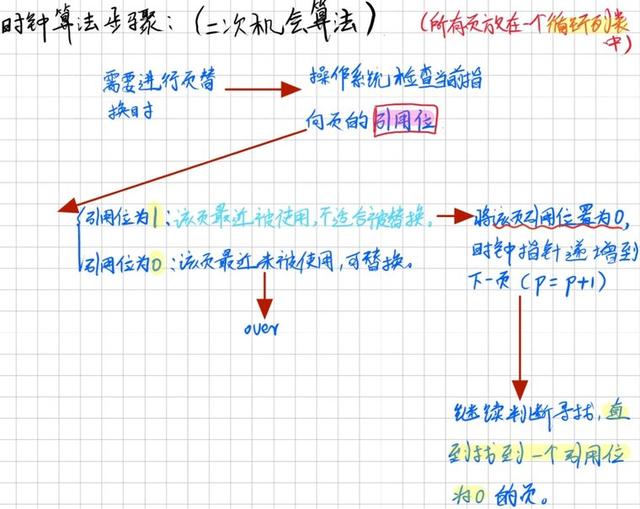 时钟算法步骤：(二次机会算法)
(所有页放在一个循环列表
中)
需要进行页替
换时
操作系统检查当前指
向页的引用位
引用位为1：该页最近被使用，不适合被替换。
将该页引用位置为0，
引用位为0：该页最近未被使用，可替换。
时钟指针递增到
下一页 (P = P+1)
over
继续判断寻找，直
到找到一个引用位
为0 的页。